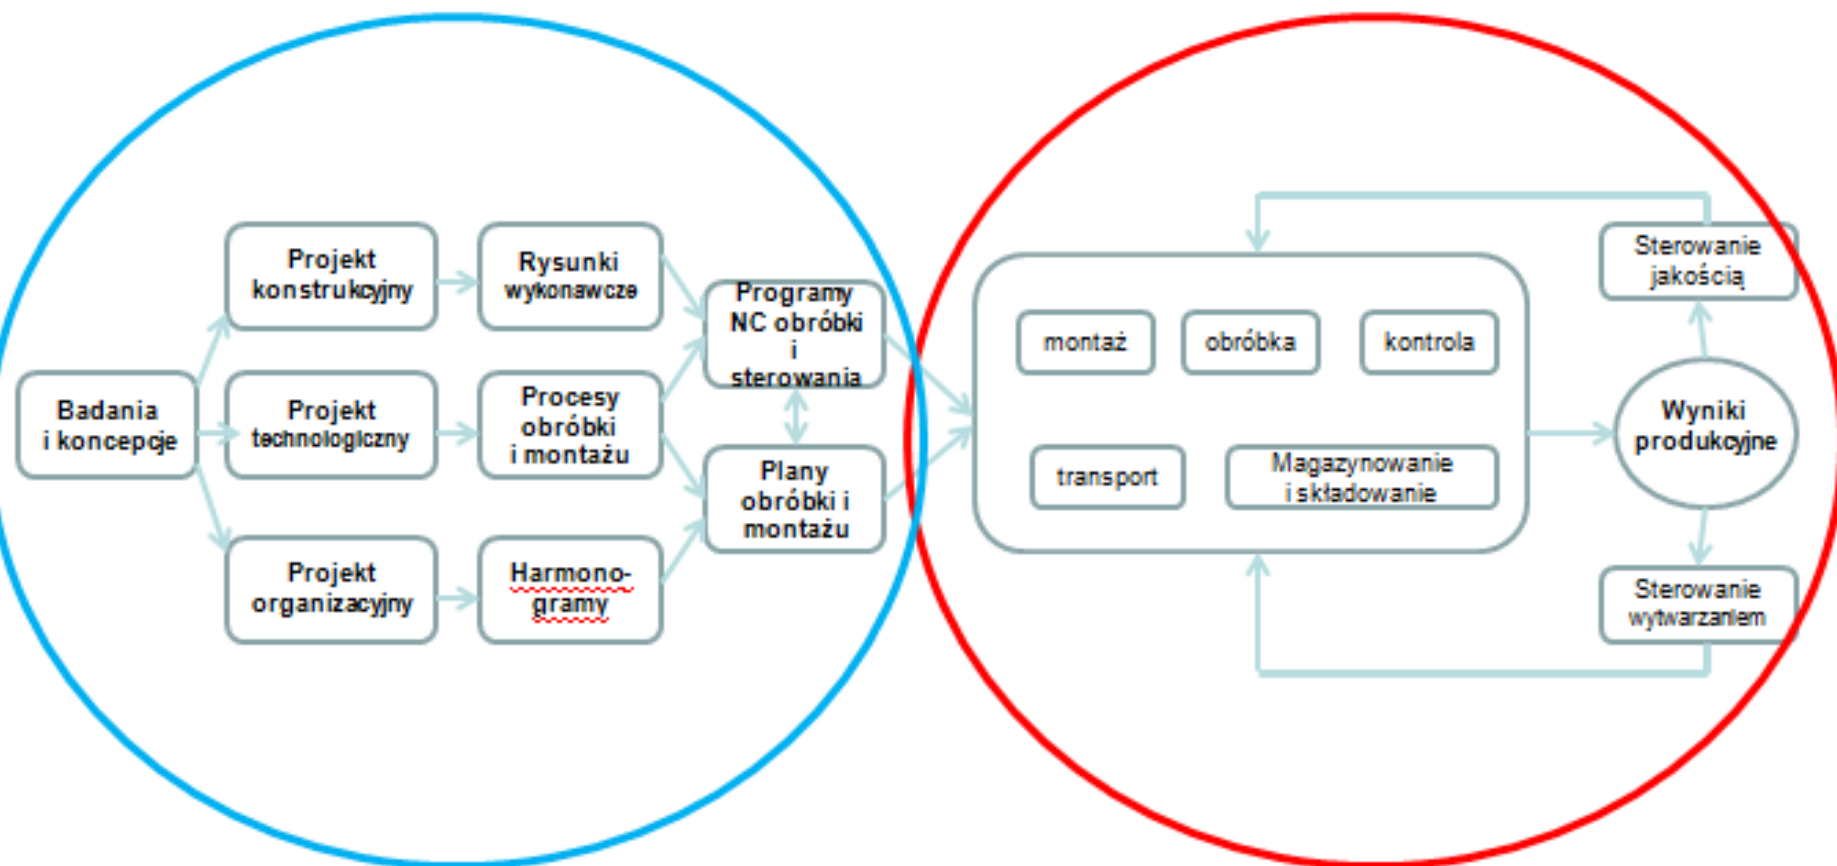 Badania
i koncepcje
Projekt
konstrukcyjny
Projekt
technologiczny
Projekt
organizacyjny
Rysunki
wykonawcze
Procesy
obróbki
i montażu
Harmono-
gramy
Programy
NC obróbki
i
sterowania
Plany
obróbki i
montażu
montaż
obróbka
kontrola
transport
Magazynowanie
i składowanie
Sterowanie
jakością
Wyniki
produkcyjne
Sterowanie
wytwarzaniem